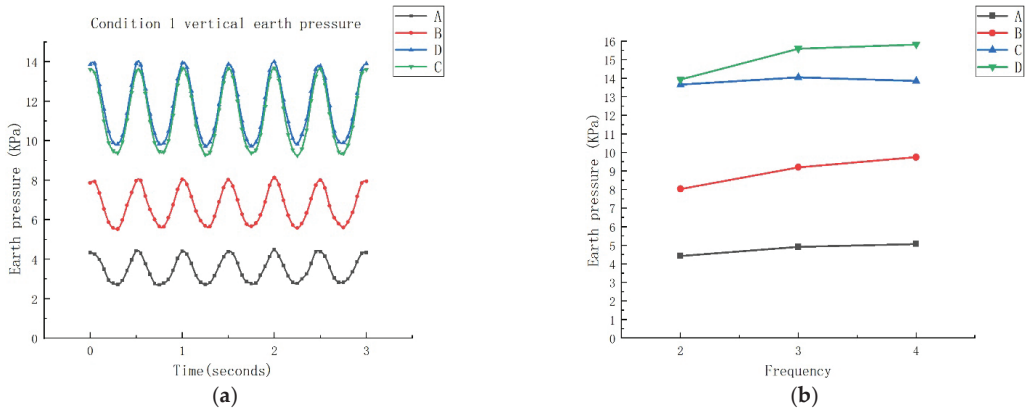 Condition 1 vertical earth pressure
A
B
D
C
Earth pressure (KPa)
14
12
10
8
6
4
2
0
0 1 2 3
Time(seconds)
(a)
A
B
C
D
Earth pressure (KPa)
16
15
14
13
12
11
10
9
8
7
6
5
4
3
2
1
0
2 3 4
Frequency
(b)